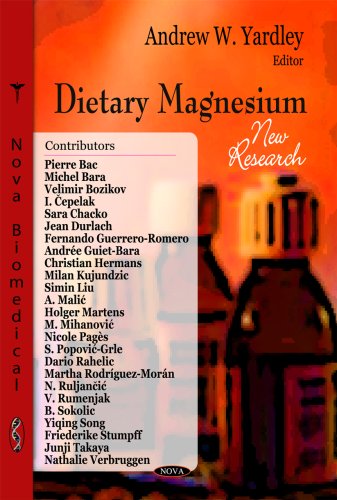 Andrew W. Yardley
Editor
Dietary Magnesium
New
Research
Nova Biomedical
Contributors
Pierre Bac
Michel Bara
Velimir Bozikov
I. Čepelak
Sara Chacko
Jean Durlach
Fernando Guerrero-Romero
Andrée Guiet-Bara
Christian Hermans
Milan Kujundzic
Simin Liu
A. Malić
Holger Martens
M. Mihanović
Nicole Pagès
S. Popović-Grle
Dario Rahelic
Martha Rodríguez-Morán
N. Ruljančić
V. Rumenjak
B. Sokolic
Yiqing Song
Friederike Stumpff
Junji Takaya
Nathalie Verbruggen
NOVA